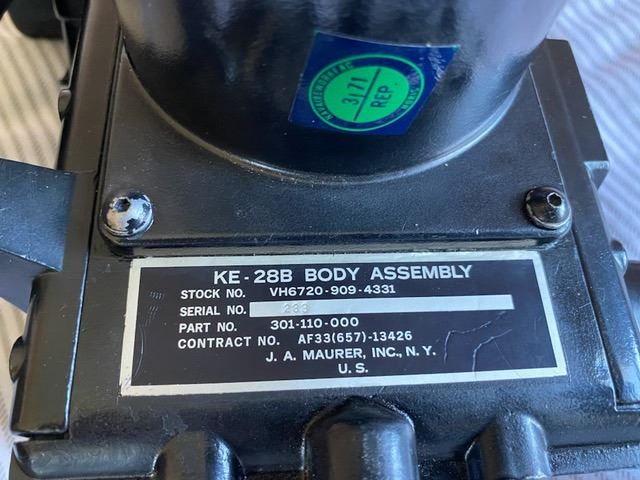 3/71
REP.
KE-28B BODY ASSEMBLY
STOCK NO. VH6720-909-4331
SERIAL NO. 233
PART NO. 301-110-000
CONTRACT NO. AF33(657)-13426
J. A. MAURER, INC., N. Y.
U. S.